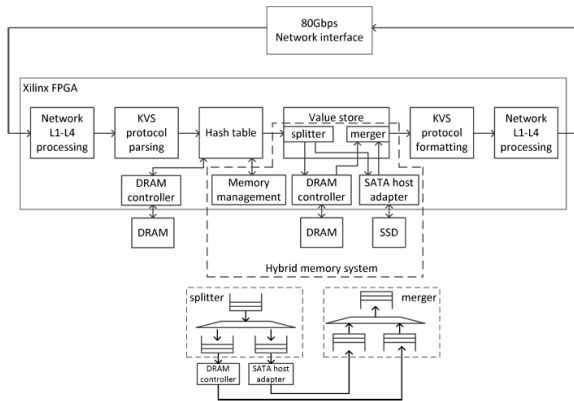 80Gbps
Network interface
Xilinx FPGA
Network
L1-L4
processing
KVS
protocol
parsing
Hash table
Value store
splitter
merger
KVS
protocol
formatting
Network
L1-L4
processing
DRAM
controller
Memory
management
DRAM
controller
SATA host
adapter
DRAM
DRAM
SSD
Hybrid memory system
splitter
merger
DRAM
controller
SATA host
adapter